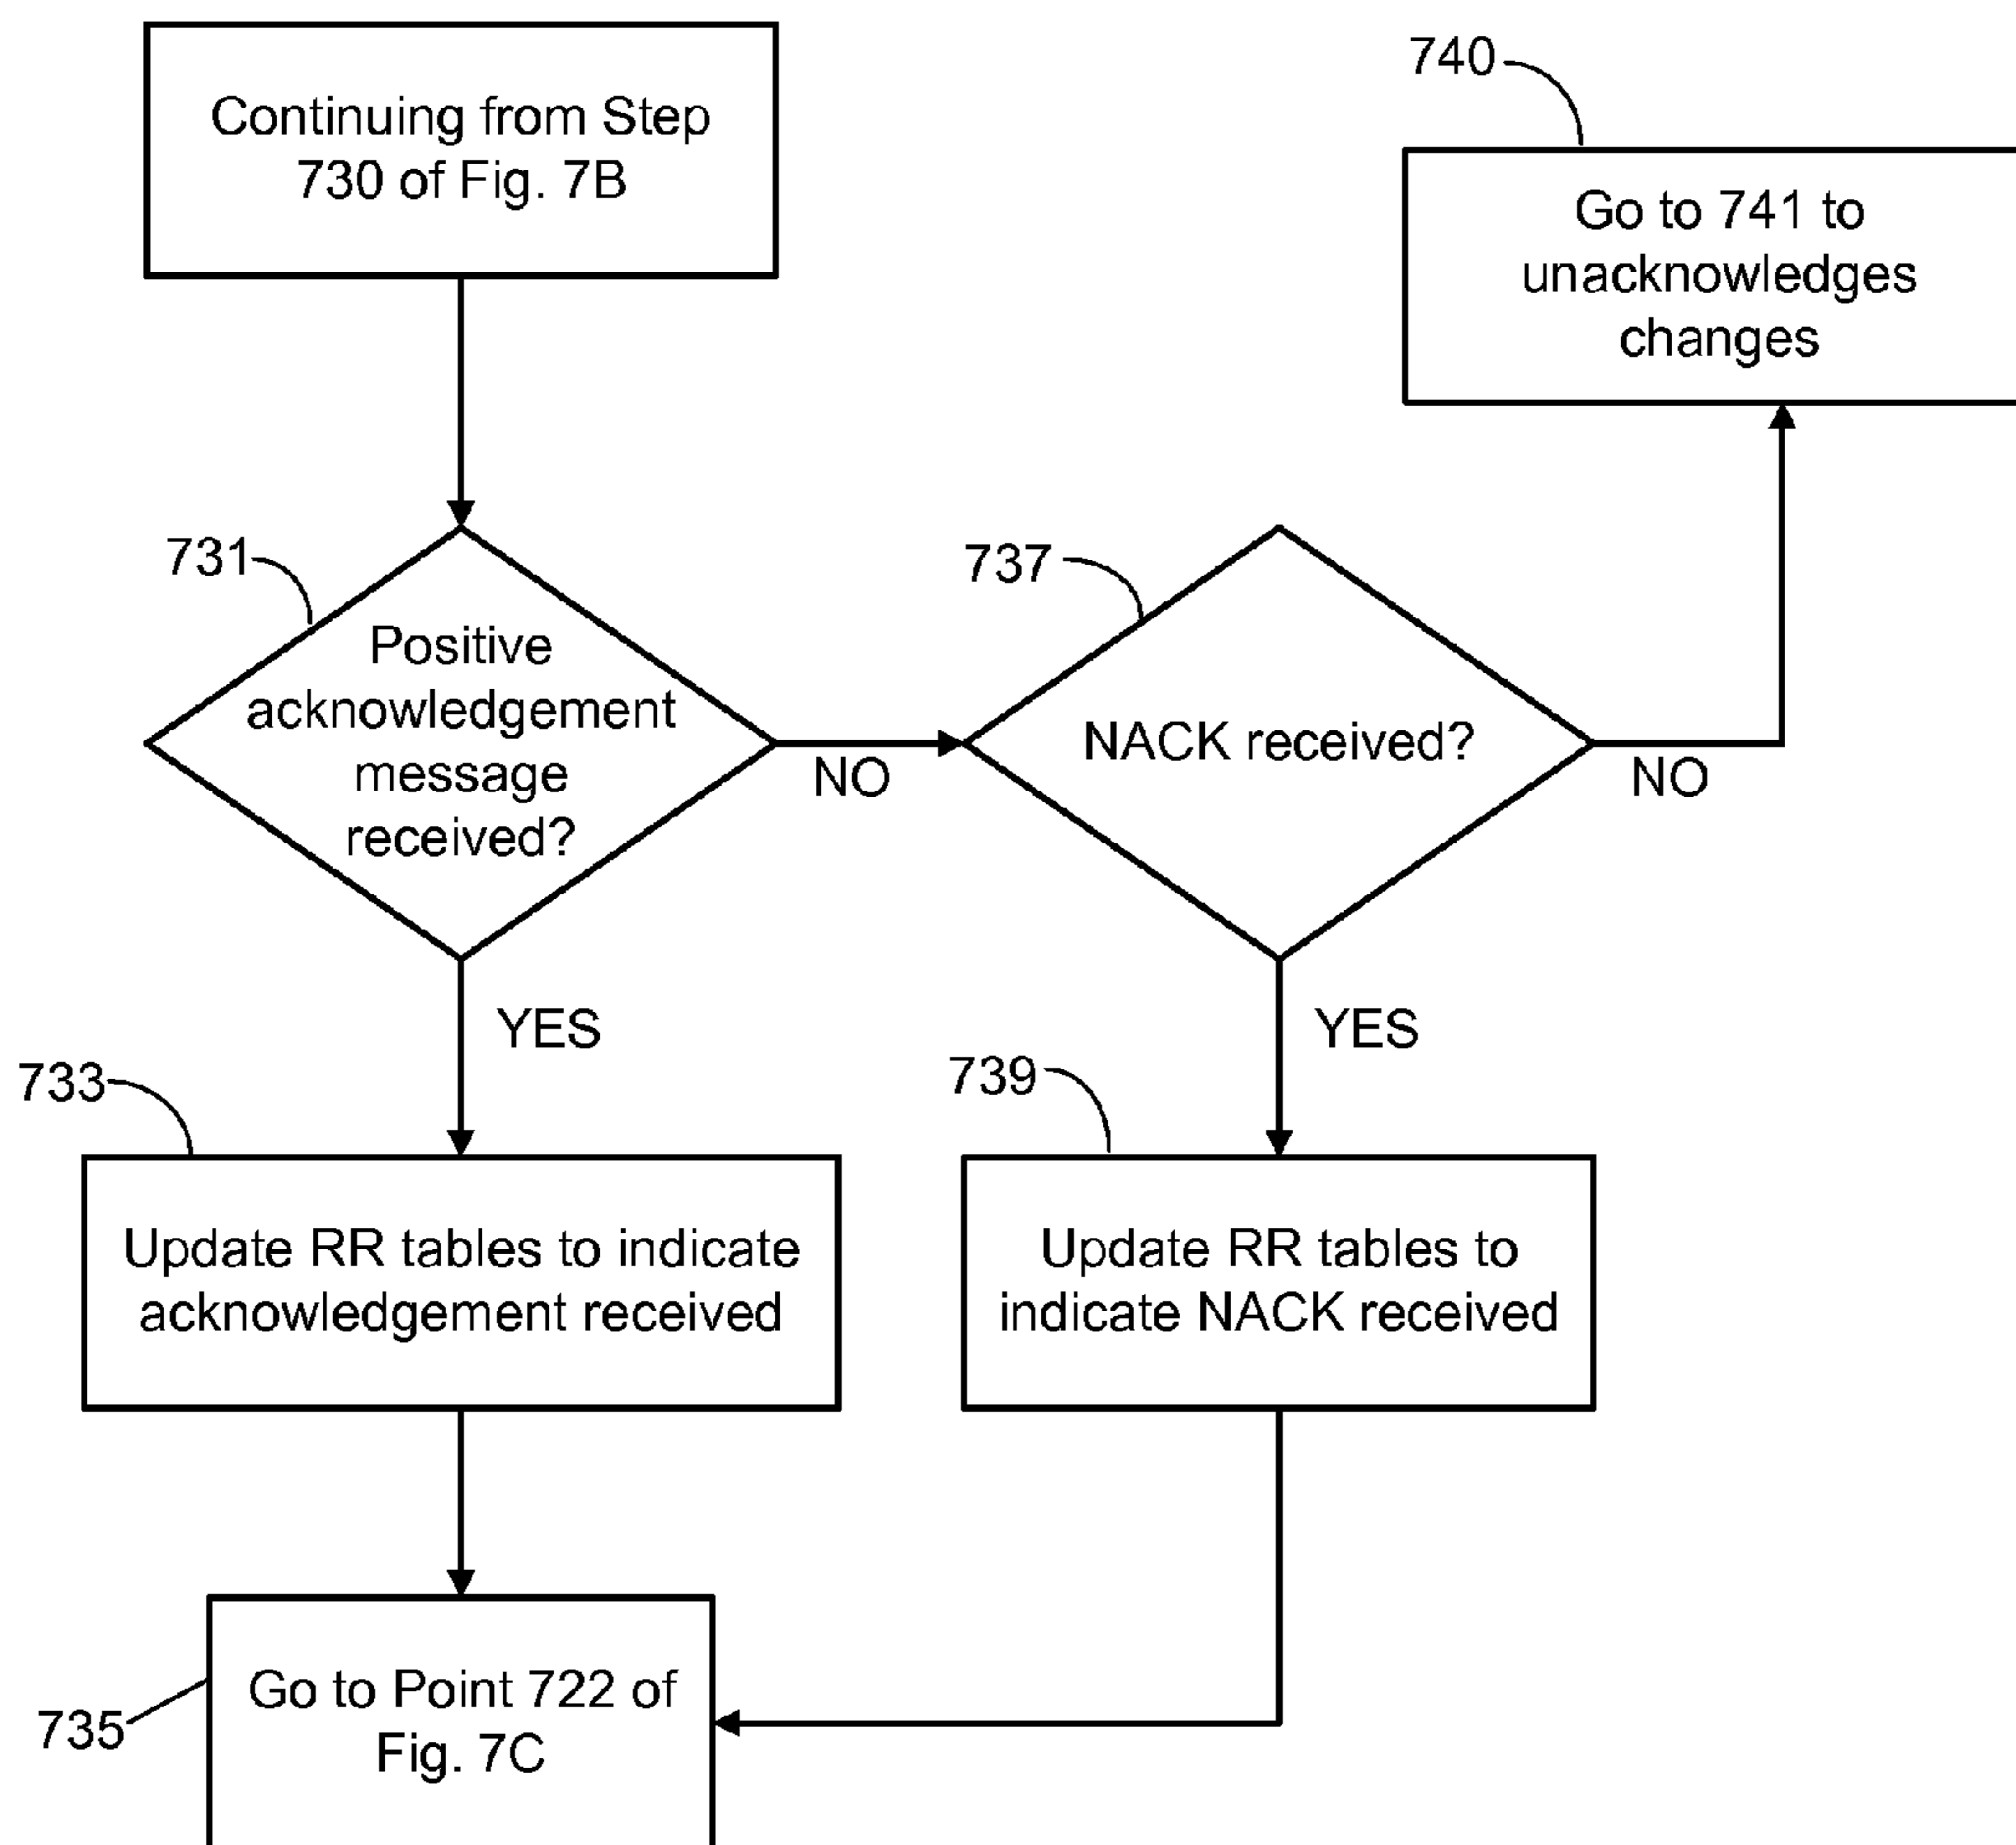 Continuing from Step
730 of Fig. 7B
740
Go to 741 to
unacknowledges
changes
731
Positive
acknowledgement
message
received?
NO
737
NACK received?
NO
YES
YES
733
Update RR tables to indicate
acknowledgement received
739
Update RR tables to
indicate NACK received
735
Go to Point 722 of
Fig. 7C